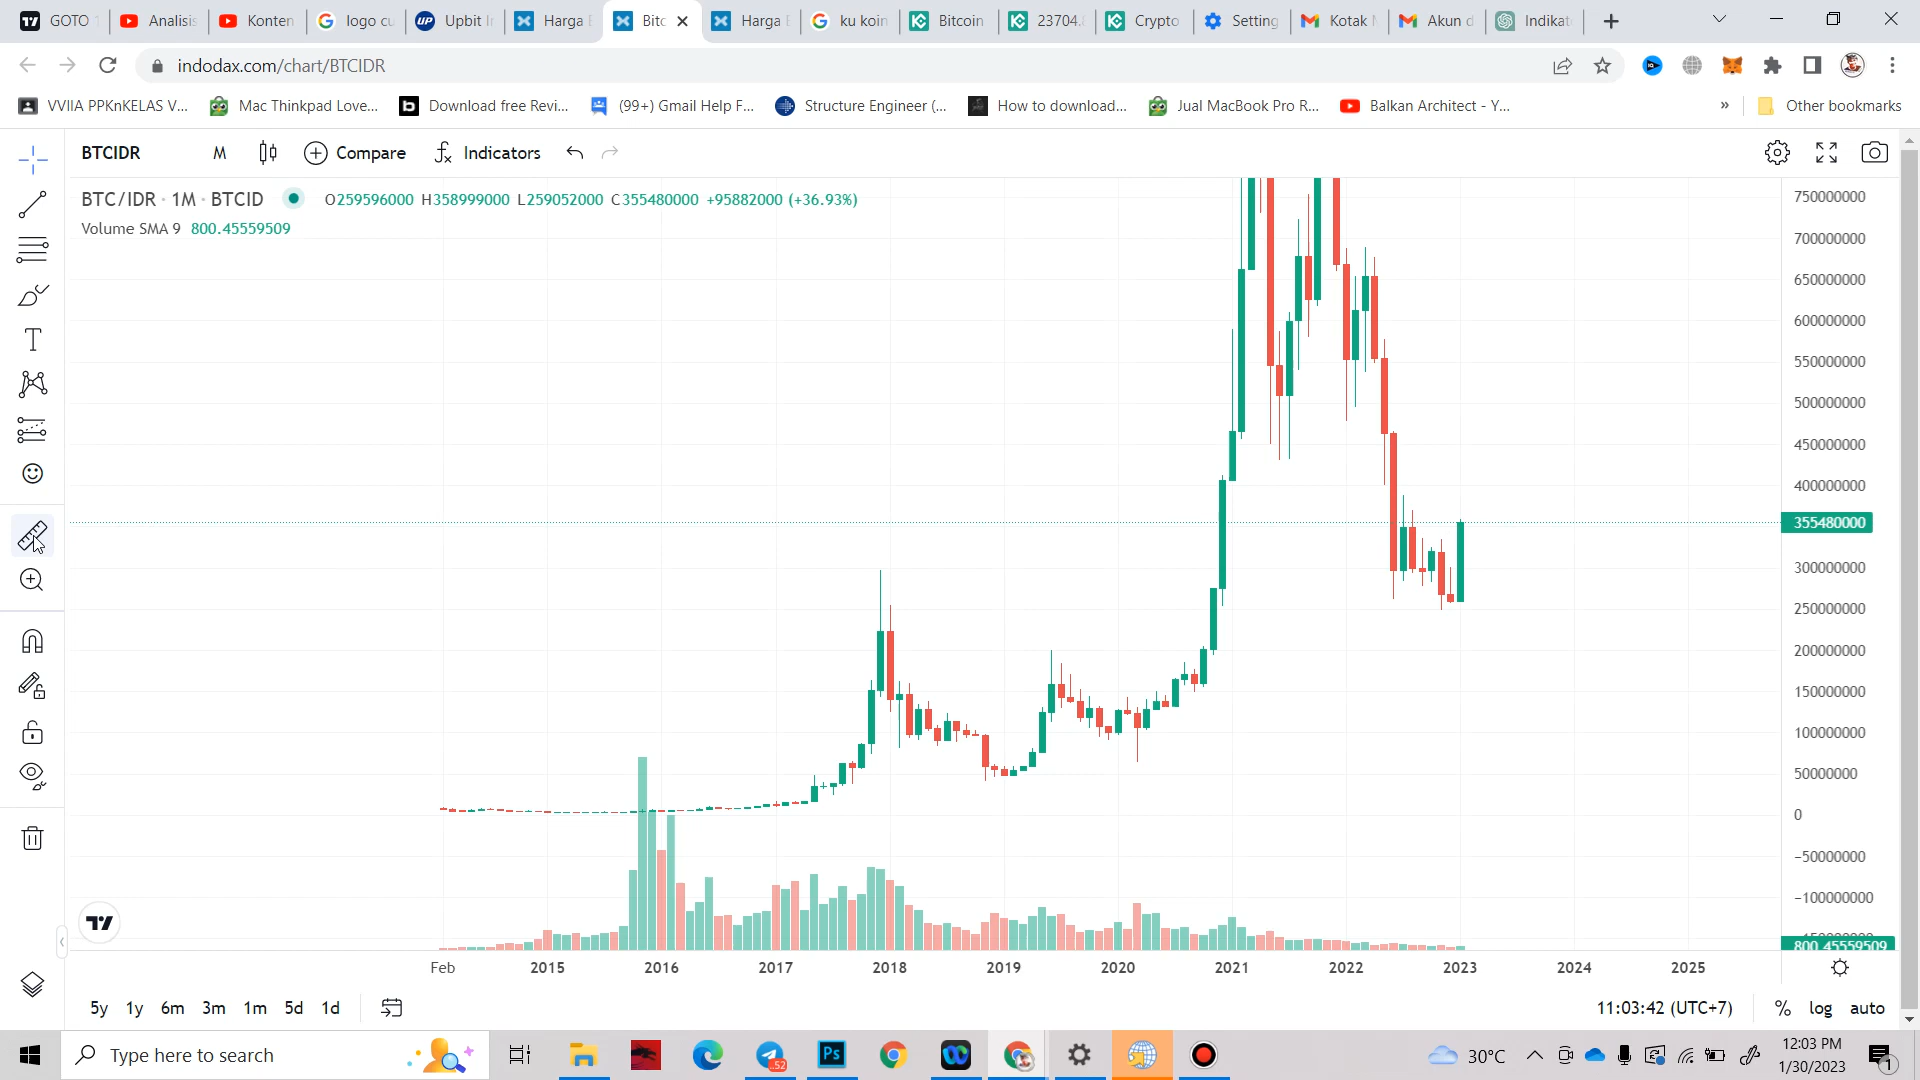 GOTO
Analisis
Konten
logo cu
Upbit In
Harga B
Bitc
Harga B
ku koin
Bitcoin
23704.
Crypto
Setting
Kotak M
Akun d
Indikat
indodax.com/chart/BTCIDR
VVIIA PPKnKELAS V...
Mac Thinkpad Love...
Download free Revi...
(99+) Gmail Help F...
Structure Engineer (...
How to download...
Jual MacBook Pro R...
Balkan Architect - Y...
»
Other bookmarks
BTCIDR M Compare Indicators
BTC/IDR · 1M · BTCID O259596000 H358999000 L259052000 C355480000 +95882000 (+36.93%)
Volume SMA 9 800.45559509
750000000
700000000
650000000
600000000
550000000
500000000
450000000
400000000
355480000
300000000
250000000
200000000
150000000
100000000
50000000
0
−50000000
−100000000
800.45559509
Feb 2015 2016 2017 2018 2019 2020 2021 2022 2023 2024 2025
5y 1y 6m 3m 1m 5d 1d
11:03:42 (UTC+7) % log auto
Type here to search
52
Ps
30°C
12:03 PM
1/30/2023
1